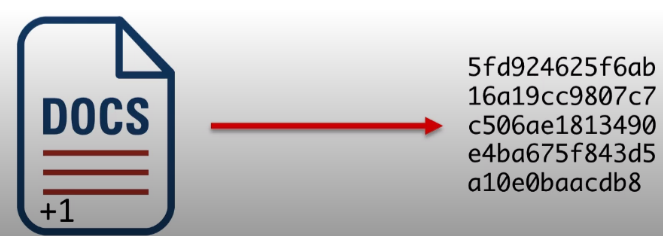 DOCS
+1
5fd924625f6ab
16a19cc9807c7
c506ae1813490
e4ba675f843d5
a10e0baacdb8